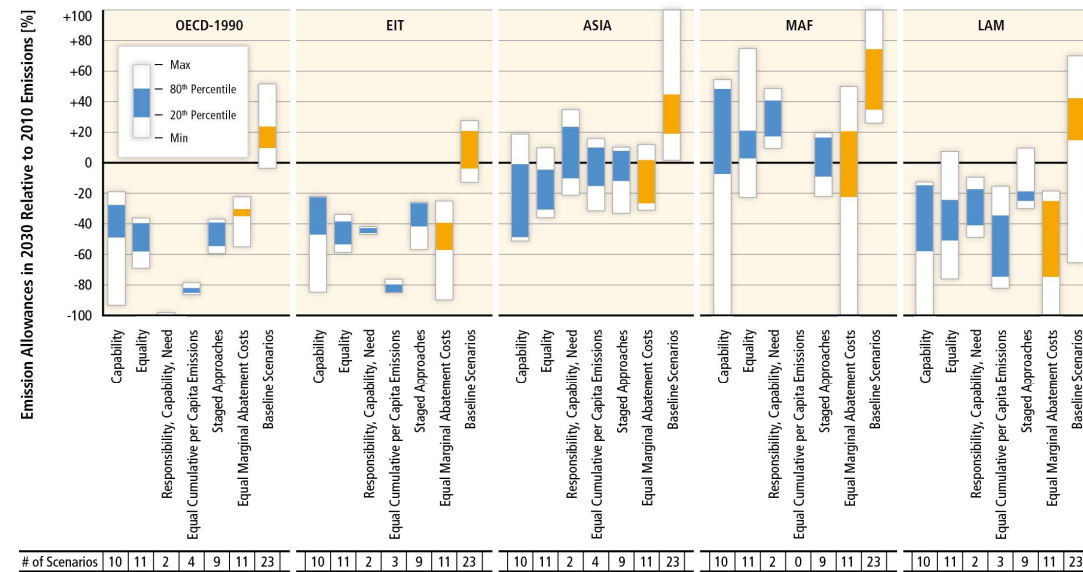 Emission Allowances in 2030 Relative to 2010 Emissions [%]
+100
+80
+60
+40
+20
0
-20
-40
-60
-80
-100
OECD-1990
EIT
ASIA
MAF
LAM
Max
80th Percentile
20th Percentile
Min
Capability
Equality
Responsibility, Capability, Need
Equal Cumulative per Capita Emissions
Staged Approaches
Equal Marginal Abatement Costs
Baseline Scenarios
Capability
Equality
Responsibility, Capability, Need
Equal Cumulative per Capita Emissions
Staged Approaches
Equal Marginal Abatement Costs
Baseline Scenarios
Capability
Equality
Responsibility, Capability, Need
Equal Cumulative per Capita Emissions
Staged Approaches
Equal Marginal Abatement Costs
Baseline Scenarios
Capability
Equality
Responsibility, Capability, Need
Equal Cumulative per Capita Emissions
Staged Approaches
Equal Marginal Abatement Costs
Baseline Scenarios
Capability
Equality
Responsibility, Capability, Need
Equal Cumulative per Capita Emissions
Staged Approaches
Equal Marginal Abatement Costs
Baseline Scenarios
# of Scenarios 10 11 2 4 9 11 23 10 11 2 3 9 11 23 10 11 2 4 9 11 23 10 11 2 0 9 11 23 10 11 2 3 9 11 23